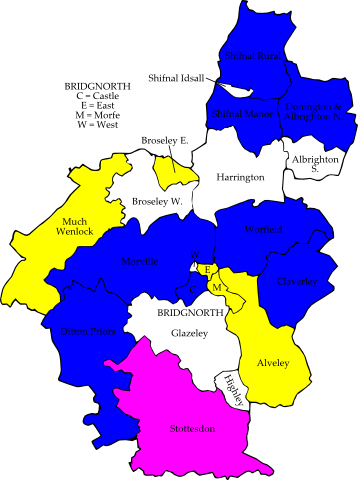 Shifnal Rural
Shifnal Idsall
BRIDGNORTH
C = Castle
E = East
M = Morfe
W = West
Shifnal Manor
Donington &
Albrighton N.
Broseley E.
Albrighton
S.
Harrington
Broseley W.
Much
Wenlock
Worfield
Morville
W
E
Claverley
C
M
BRIDGNORTH
Ditton Priors
Glazeley
Alveley
Highley
Stottesdon